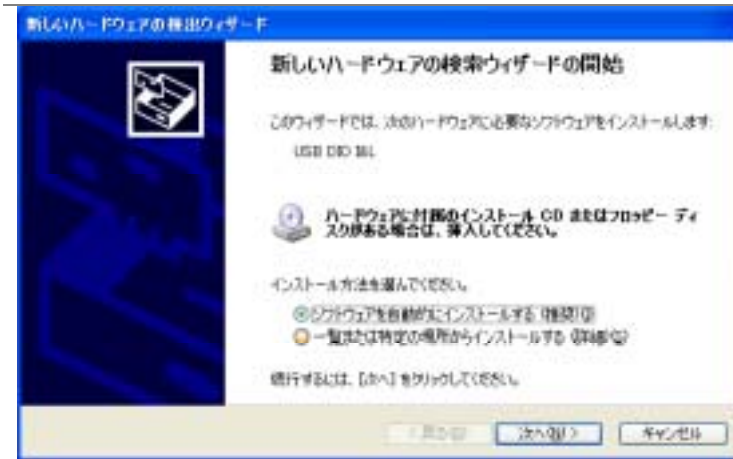 新しいハードウェアの検出ウィザード
新しいハードウェアの検索ウィザードの開始
このウィザードでは、次のハードウェアに必要なソフトウェアをインストールします:
USB DIO
ハードウェアに付属のインストール CD またはフロッピー ディ
スクがある場合は、挿入してください。
インストール方法を選んでください。
ソフトウェアを自動的にインストールする (推奨)(I)
一覧または特定の場所からインストールする (詳細)(S)
続行するには、[次へ] をクリックしてください。
< 戻る(B)
次へ(N) >
キャンセル